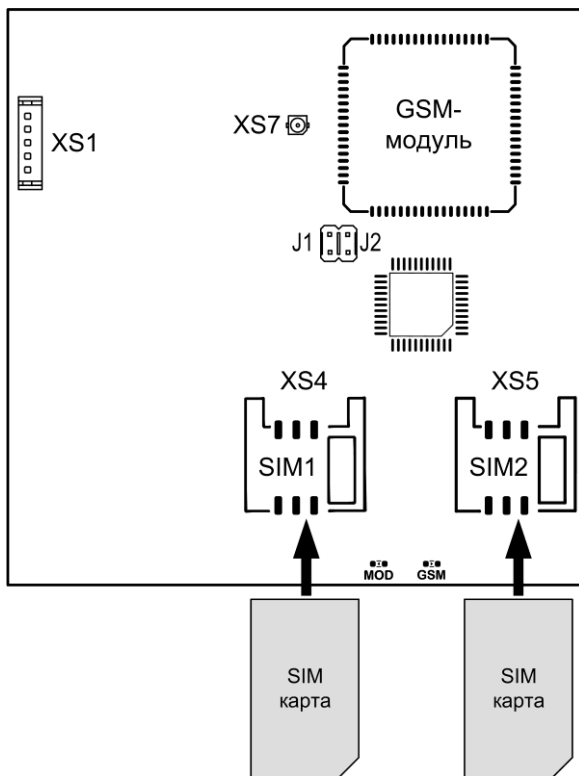 GSM-
модуль
XS7
XS1
J1 J2
XS4
XS5
SIM1
SIM2
MOD
GSM
SIM
карта
SIM
карта